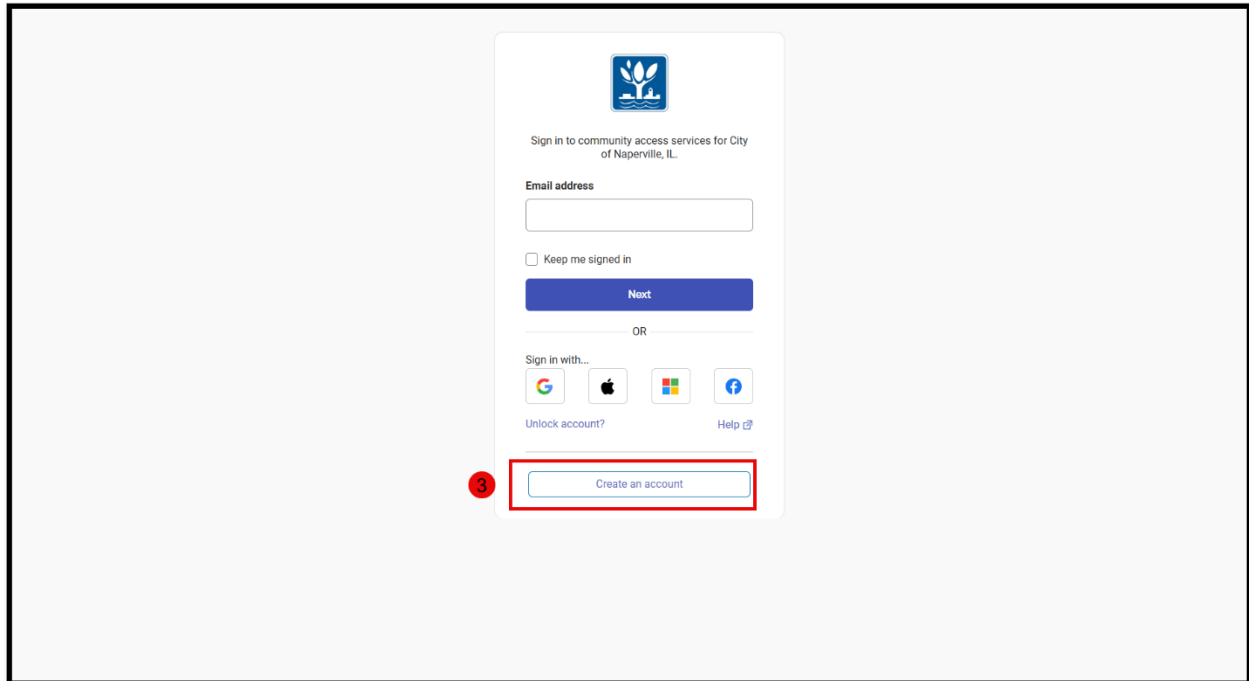 Sign in to community access services for City
of Naperville, IL.
Email address
Keep me signed in
Next
OR
Sign in with...
Unlock account?
Help
3
Create an account